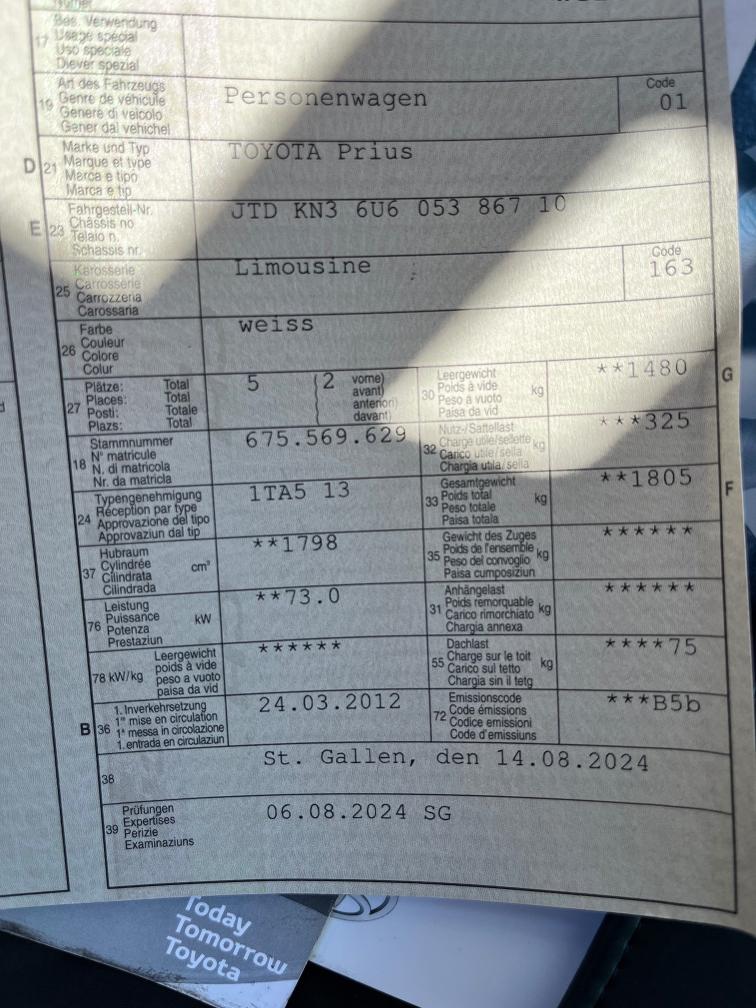 17 Bes. Verwendung
Usage spécial
Uso speciale
Diever spezial
19 Art des Fahrzeugs
Genre de véhicule
Genere di veicolo
Gener dal vehichel
Personenwagen
Code
01
D 21 Marke und Typ
Marque et type
Marca e tipo
Marca e tip
TOYOTA Prius
E 23 Fahrgestell-Nr.
Châssis no
Telaio n.
Schassis nr.
JTD KN3 6U6 053 867 10
25 Karosserie
Carrosserie
Carrozzeria
Carossaria
Limousine
Code
163
26 Farbe
Couleur
Colore
Colur
weiss
27 Plätze: Total
Places: Total
Posti: Totale
Plazs: Total
5 (2 vorne)
avant)
anteriori)
davant)
30 Leergewicht
Poids à vide
Peso a vuoto
Paisa da vid
kg
**1480
G
18 Stammnummer
N° matricule
N. di matricola
Nr. da matricla
675.569.629
32 Nutz-/Sattellast
Charge utile/sellette
Carico utile/sella
Chargia utila/sella
kg
***325
24 Typengenehmigung
Réception par type
Approvazione del tipo
Approvaziun dal tip
1TA5 13
33 Gesamtgewicht
Poids total
Peso totale
Paisa totala
kg
**1805
F
37 Hubraum
Cylindrée
Cilindrata
Cilindrada
cm³
**1798
35 Gewicht des Zuges
Poids de l'ensemble
Peso del convoglio
Paisa cumposiziun
kg
******
76 Leistung
Puissance
Potenza
Prestaziun
kW
**73.0
31 Anhängelast
Poids remorquable
Carico rimorchiato
Chargia annexa
kg
******
78 kW/kg Leergewicht
poids à vide
peso a vuoto
paisa da vid
******
55 Dachlast
Charge sur le toit
Carico sul tetto
Chargia sin il tetg
kg
****75
B 36 1. Inverkehrsetzung
1re mise en circulation
1a messa in circolazione
1. entrada en circulaziun
24.03.2012
72 Emissionscode
Code émissions
Codice emissioni
Code d'emissiuns
***B5b
38
St. Gallen, den 14.08.2024
39 Prüfungen
Expertises
Perizie
Examinaziuns
06.08.2024 SG
Today
Tomorrow
Toyota